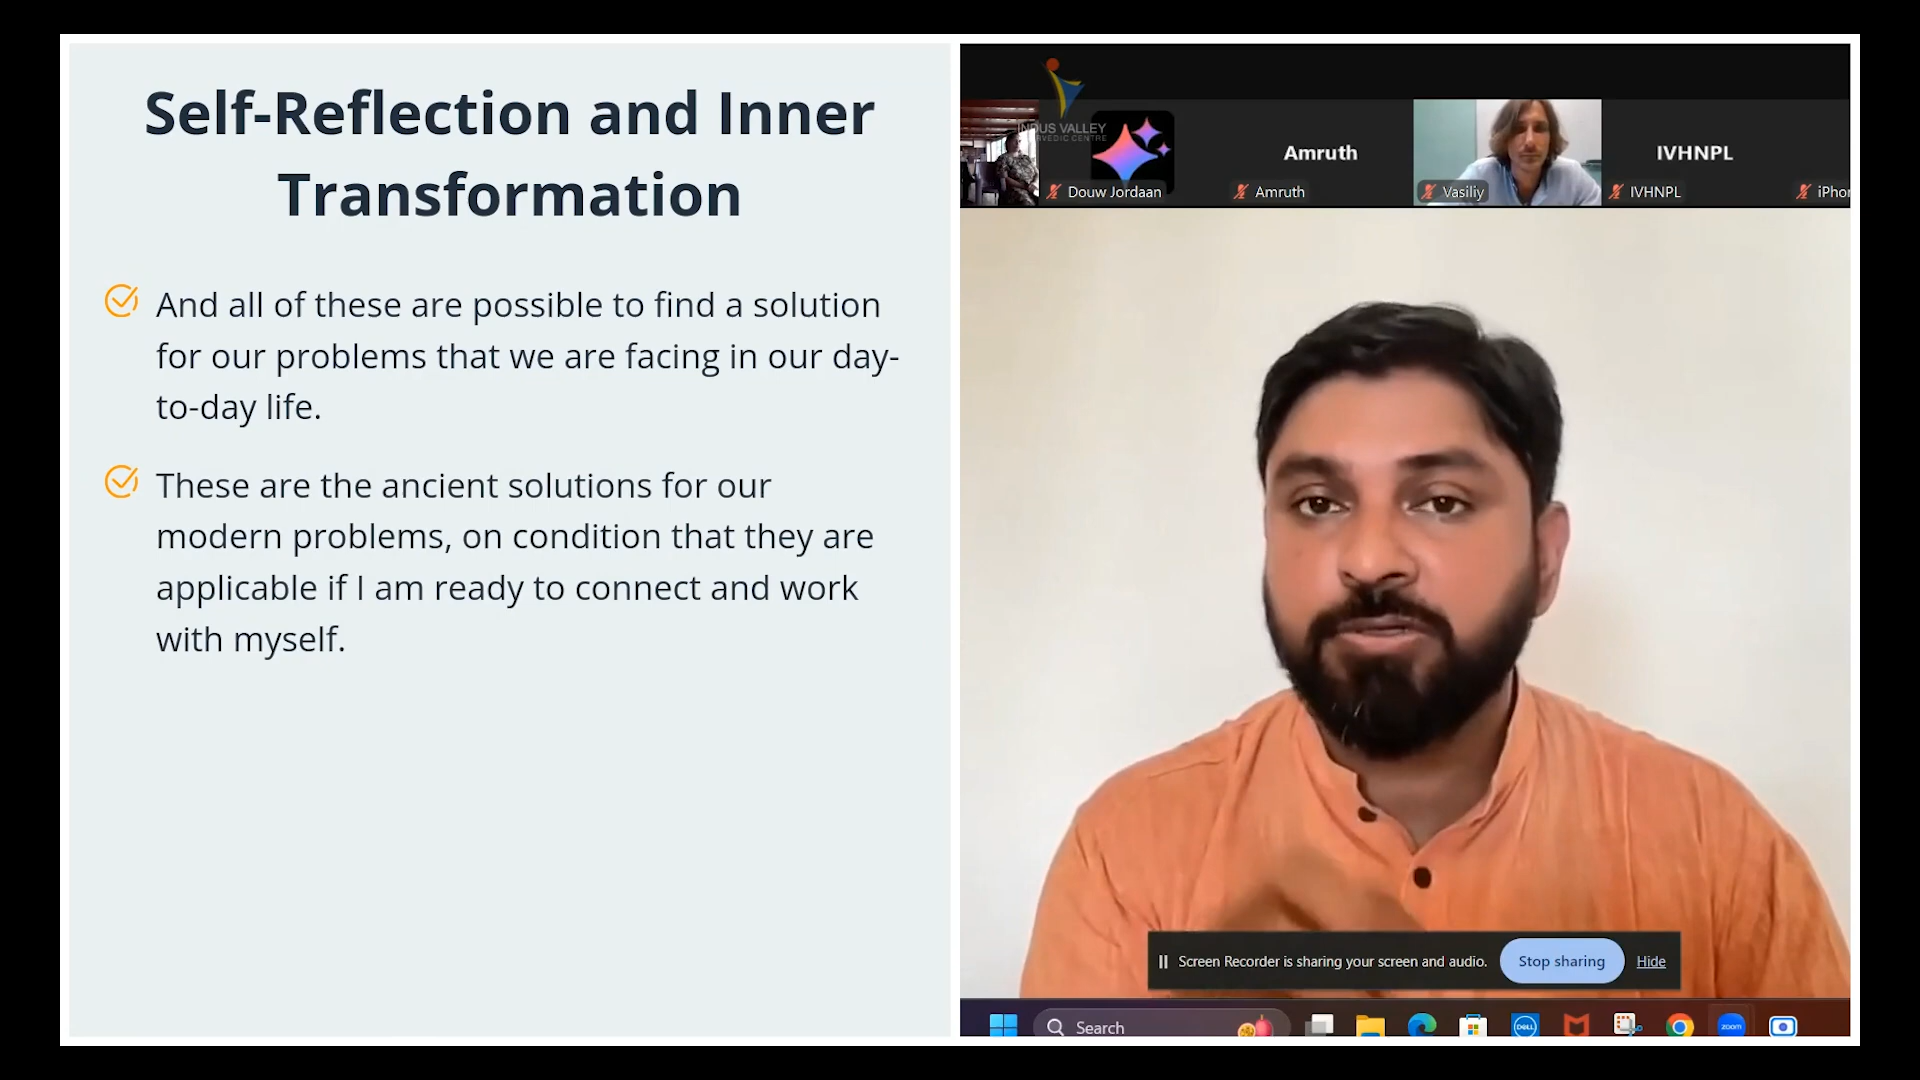 Self-Reflection and Inner
Transformation
And all of these are possible to find a solution
for our problems that we are facing in our day-
to-day life.
These are the ancient solutions for our
modern problems, on condition that they are
applicable if I am ready to connect and work
with myself.
INDUS VALLEY
CENTRE
Amruth
IVHNPL
Douw Jordaan
Amruth
Vasiliy
IVHNPL
Screen Recorder is sharing your screen and audio.
Stop sharing
Hide
Search
DELL
zoom